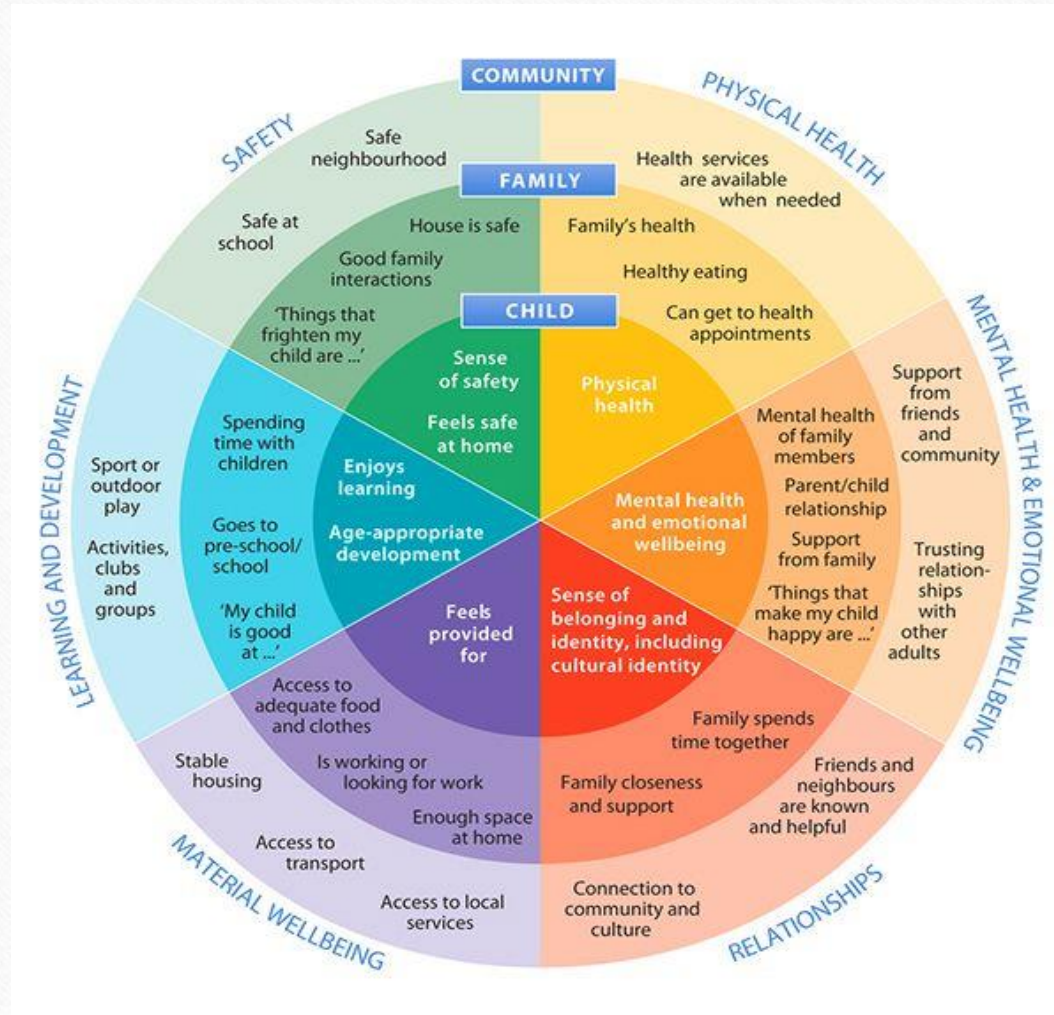 COMMUNITY
PHYSICAL HEALTH
SAFETY
Safe
neighbourhood
Safe at
school
Health services
are available
when needed
FAMILY
House is safe
Good family
interactions
'Things that
frighten my
child are ...'
Family's health
Healthy eating
Can get to health
appointments
CHILD
Sense
of safety
Feels safe
at home
Physical
health
MENTAL HEALTH & EMOTIONAL WELLBEING
Support
from
friends
and
community
Trusting
relation-
ships
with
other
adults
Mental health
of family
members
Parent/child
relationship
Support
from family
'Things that
make my child
happy are ...'
Mental health
and emotional
wellbeing
LEARNING AND DEVELOPMENT
Sport or
outdoor
play
Activities,
clubs
and
groups
Spending
time with
children
Goes to
pre-school/
school
'My child
is good
at ...'
Enjoys
learning
Age-appropriate
development
Feels
provided
for
Sense of
belonging and
identity, including
cultural identity
Access to
adequate food
and clothes
Is working or
looking for work
Enough space
at home
Family spends
time together
Family closeness
and support
Stable
housing
Access to
transport
Access to local
services
Friends and
neighbours
are known
and helpful
Connection to
community and
culture
MATERIAL WELLBEING
RELATIONSHIPS